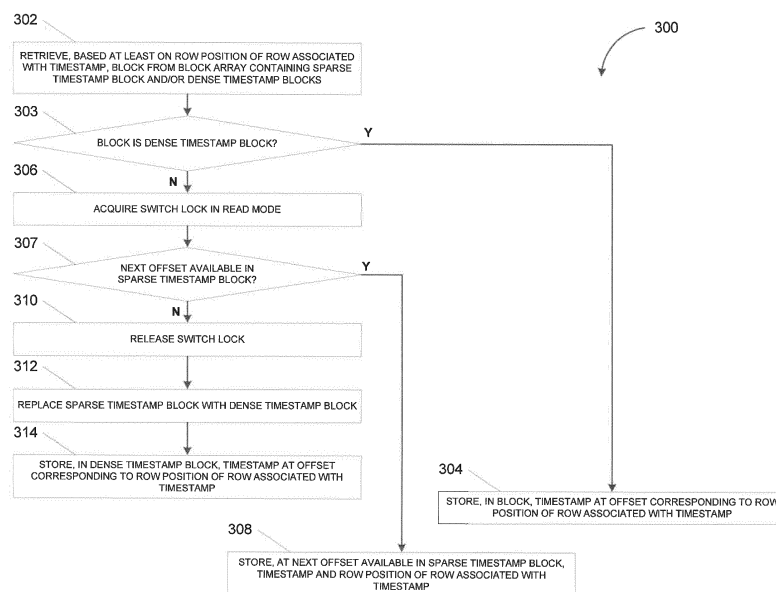 302
300
RETRIEVE, BASED AT LEAST ON ROW POSITION OF ROW ASSOCIATED
WITH TIMESTAMP, BLOCK FROM BLOCK ARRAY CONTAINING SPARSE
TIMESTAMP BLOCK AND/OR DENSE TIMESTAMP BLOCKS
303
BLOCK IS DENSE TIMESTAMP BLOCK?
Y
N
306
ACQUIRE SWITCH LOCK IN READ MODE
307
NEXT OFFSET AVAILABLE IN
SPARSE TIMESTAMP BLOCK?
Y
N
310
RELEASE SWITCH LOCK
312
REPLACE SPARSE TIMESTAMP BLOCK WITH DENSE TIMESTAMP BLOCK
314
STORE, IN DENSE TIMESTAMP BLOCK, TIMESTAMP AT OFFSET
CORRESPONDING TO ROW POSITION OF ROW ASSOCIATED WITH
TIMESTAMP
304
STORE, IN BLOCK, TIMESTAMP AT OFFSET CORRESPONDING TO ROW
POSITION OF ROW ASSOCIATED WITH TIMESTAMP
308
STORE, AT NEXT OFFSET AVAILABLE IN SPARSE TIMESTAMP BLOCK,
TIMESTAMP AND ROW POSITION OF ROW ASSOCIATED WITH
TIMESTAMP